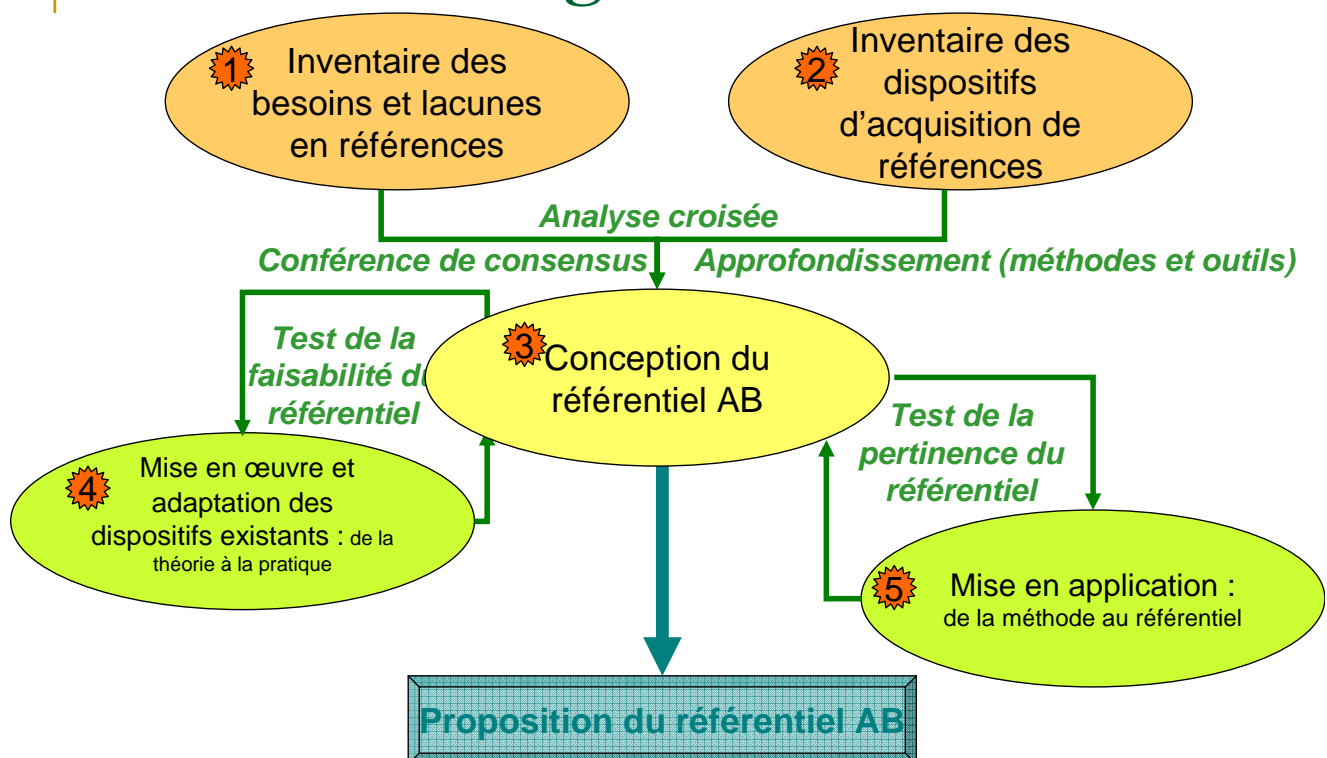 1
Inventaire des
besoins et lacunes
en références
2
Inventaire des
dispositifs
d'acquisition de
références
Analyse croisée
Conférence de consensus
Approfondissement (méthodes et outils)
3
Conception du
référentiel AB
Test de la
faisabilité du
référentiel
Test de la
pertinence du
référentiel
4
Mise en œuvre et
adaptation des
dispositifs existants : de la
théorie à la pratique
5
Mise en application :
de la méthode au référentiel
Proposition du référentiel AB